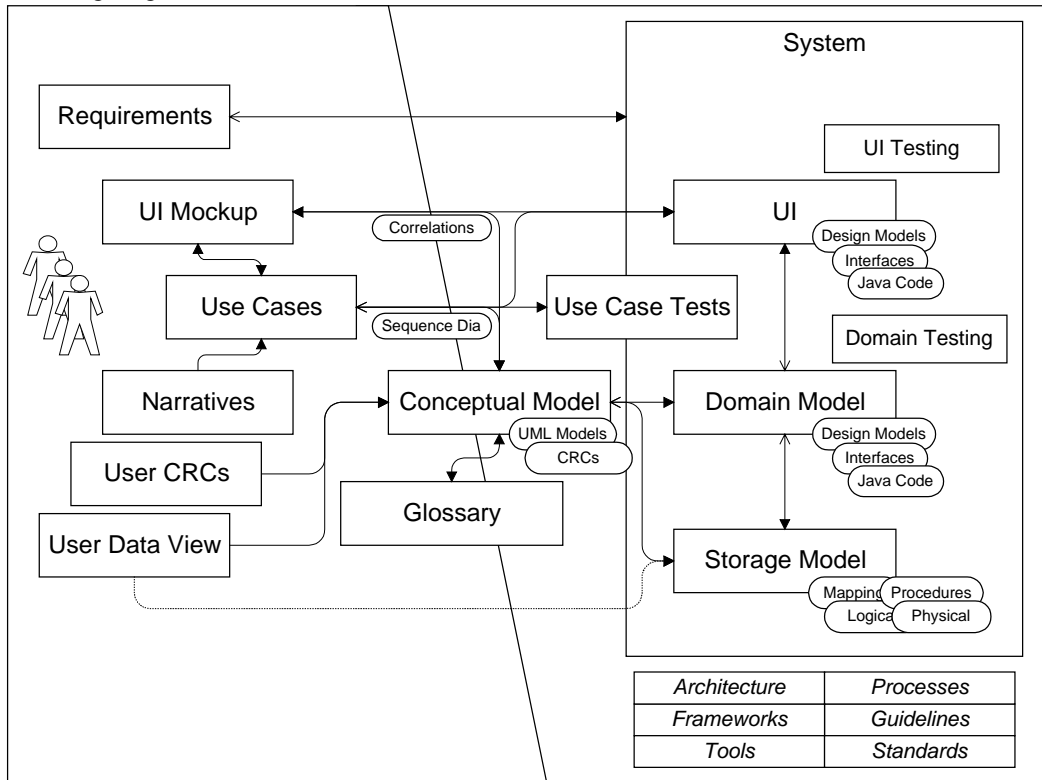 System
Requirements
UI Testing
UI Mockup
UI
Correlations
Design Models
Interfaces
Java Code
Use Cases
Use Case Tests
Sequence Dia
Domain Testing
Narratives
Conceptual Model
Domain Model
UML Models
CRCs
Design Models
Interfaces
Java Code
User CRCs
Glossary
User Data View
Storage Model
Mapping
Procedures
Logica
Physical
Architecture
Processes
Frameworks
Guidelines
Tools
Standards